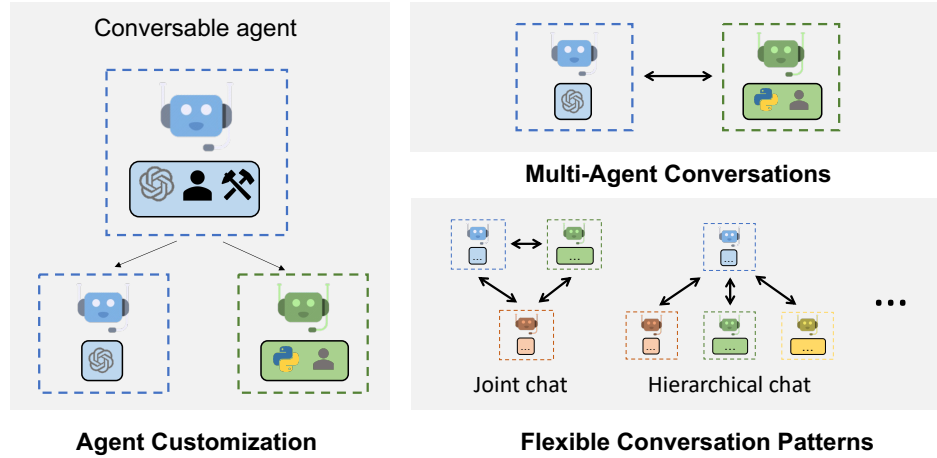 Conversable agent
Agent Customization
Multi-Agent Conversations
...
...
...
...
...
...
...
...
Joint chat
Hierarchical chat
Flexible Conversation Patterns